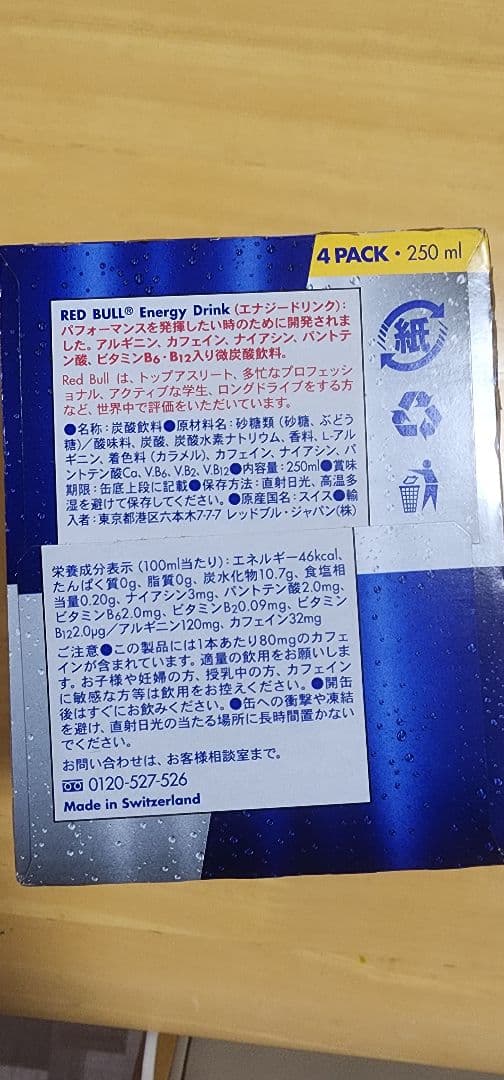 4 PACK・250 ml
RED BULL® Energy Drink (エナジードリンク):
パフォーマンスを発揮したい時のために開発されま
した。アルギニン、カフェイン、ナイアシン、パントテ
ン酸、ビタミンB6・B12入り微炭酸飲料。
Red Bull は、トップアスリート、多忙なプロフェッシ
ョナル、アクティブな学生、ロングドライブをする方
など、世界中で評価をいただいています。
●名称:炭酸飲料●原材料名:砂糖類(砂糖、ぶどう
糖)/酸味料、炭酸、炭酸水素ナトリウム、香料、L-アル
ギニン、着色料(カラメル)、カフェイン、ナイアシン、パ
ントテン酸Ca、V.B6、V.B2、V.B12●内容量:250ml●賞味
期限:缶底上段に記載●保存方法:直射日光、高温多
湿を避けて保存してください。●原産国名:スイス●輸
入者:東京都港区六本木7-7-7 レッドブル・ジャパン(株)
紙
栄養成分表示(100ml当たり):エネルギー46kcal、
たんぱく質0g、脂質0g、炭水化物10.7g、食塩相
当量0.20g、ナイアシン3mg、パントテン酸2.0mg、
ビタミンB62.0mg、ビタミンB20.09mg、ビタミン
B122.0μg/アルギニン120mg、カフェイン32mg
ご注意●この製品には1本あたり80mgのカフェ
インが含まれています。適量の飲用をお願いしま
す。お子様や妊婦の方、授乳中の方、カフェイン
に敏感な方等は飲用をお控えください。●開缶
後はすぐにお飲みください。●缶への衝撃や凍結
を避け、直射日光の当たる場所に長時間置かない
でください。
お問い合わせは、お客様相談室まで。
0120-527-526
Made in Switzerland